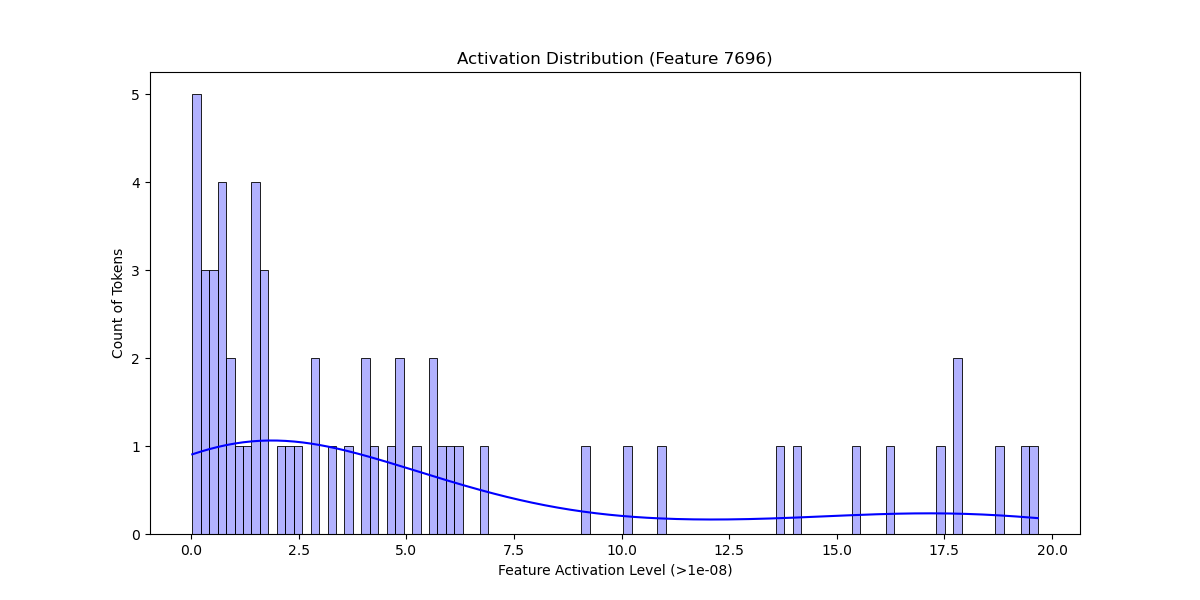 Activation Distribution (Feature 7696)
5
4
3
2
1
0
Count of Tokens
0.0 2.5 5.0 7.5 10.0 12.5 15.0 17.5 20.0
Feature Activation Level (>1e-08)